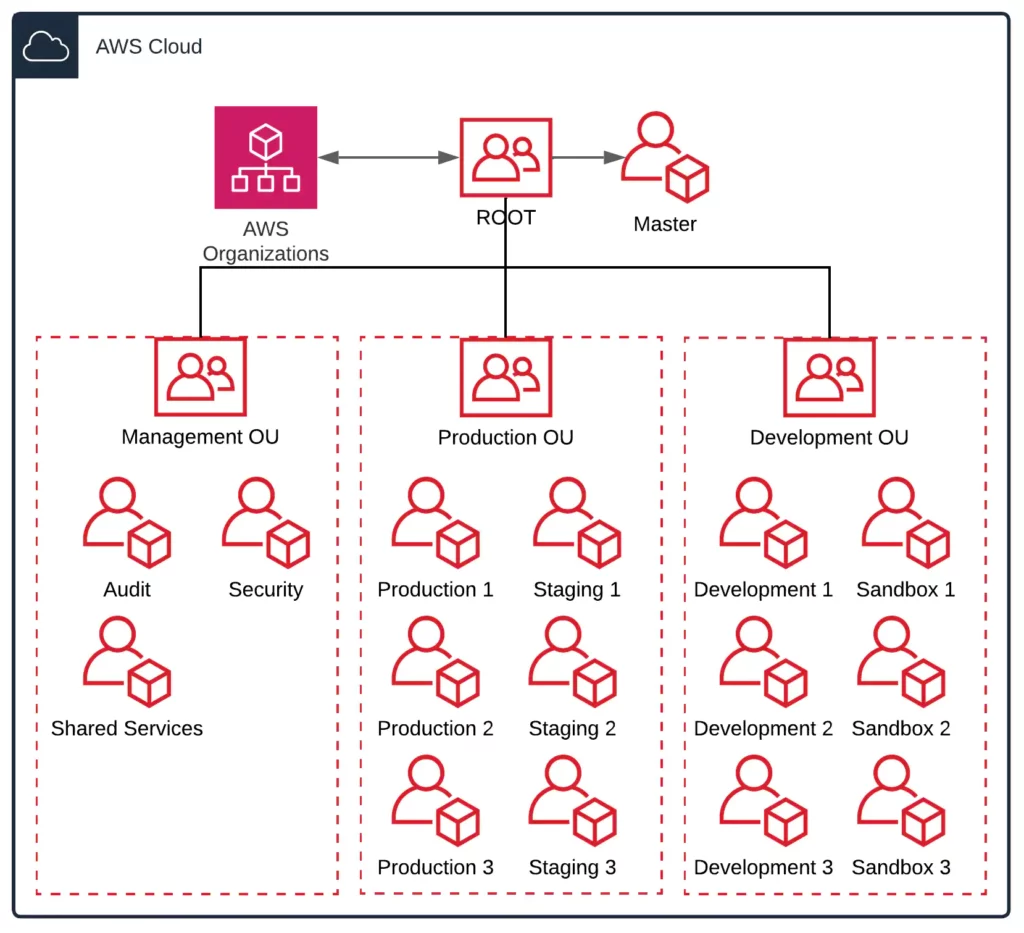 AWS Cloud
AWS
Organizations
ROOT
Master
Management OU
Production OU
Development OU
Audit
Security
Production 1
Staging 1
Development 1
Sandbox 1
Shared Services
Production 2
Staging 2
Development 2
Sandbox 2
Production 3
Staging 3
Development 3
Sandbox 3